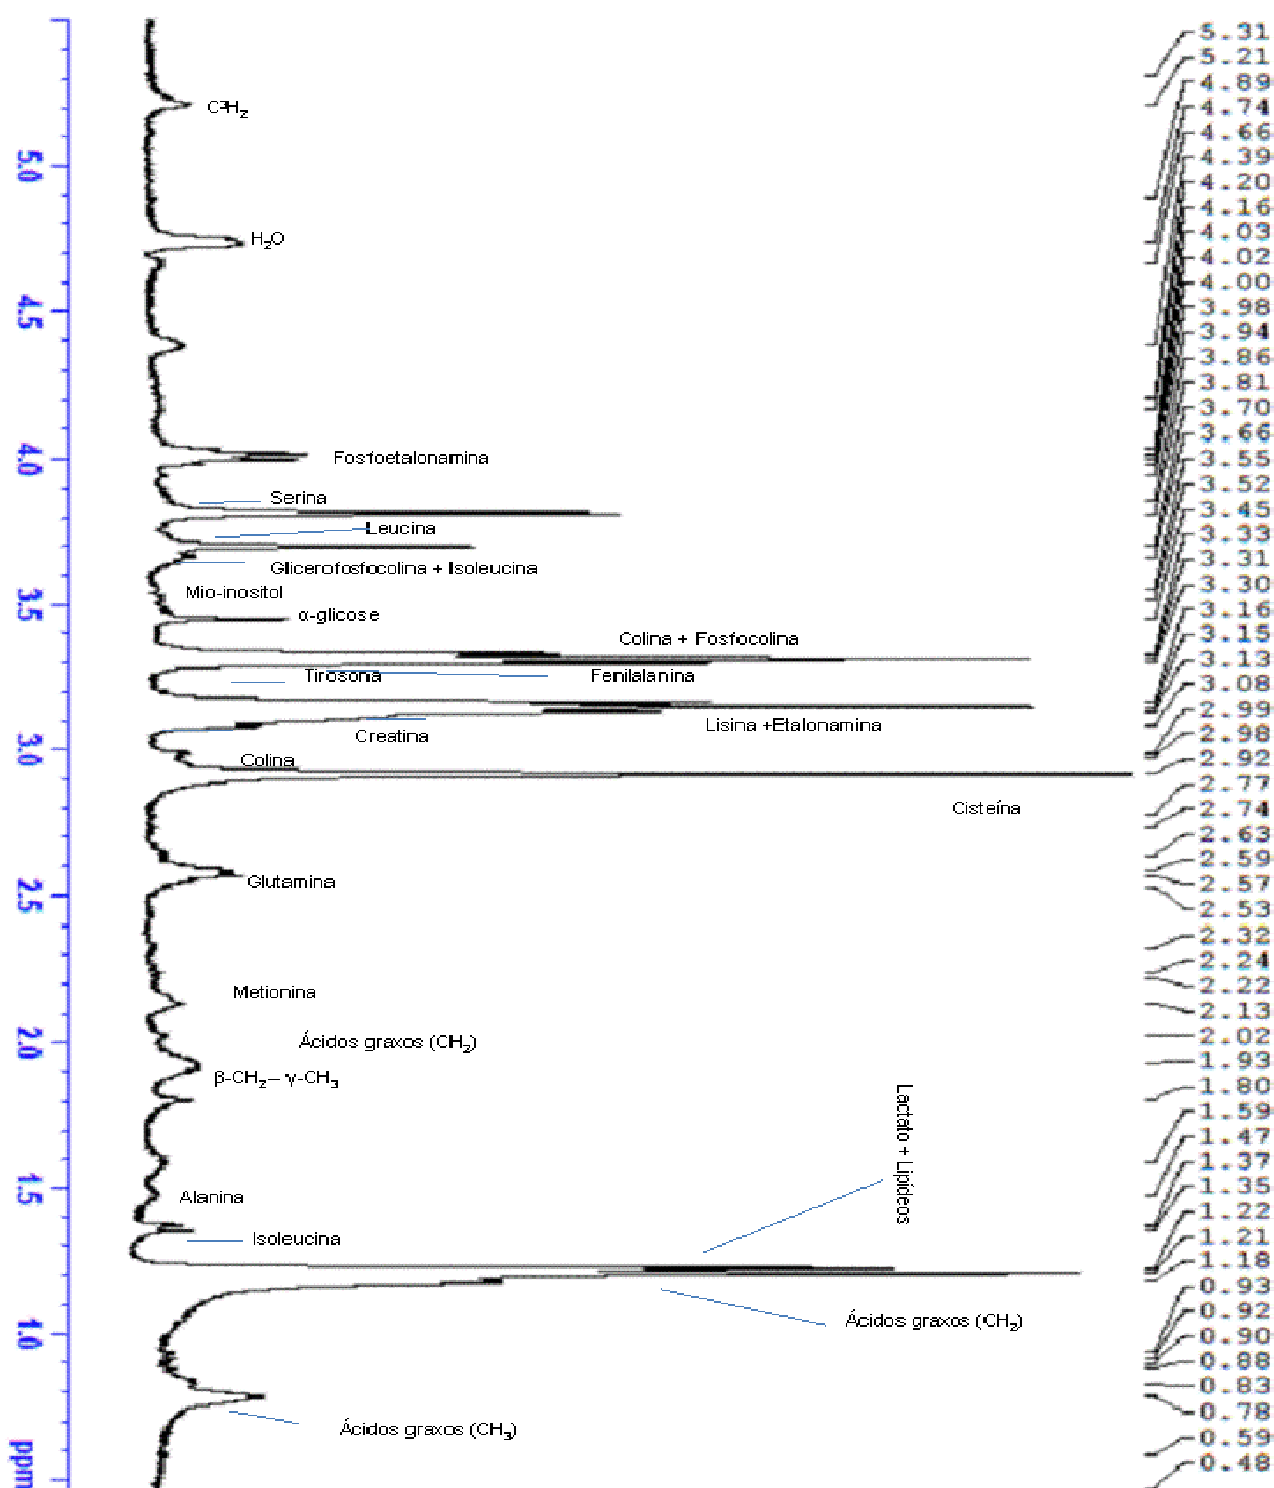 5.31
5.21
4.89
4.74
4.66
4.39
4.20
4.16
4.03
4.02
4.00
3.98
3.94
3.86
3.81
3.70
3.66
3.55
3.52
3.45
3.33
3.31
3.30
3.16
3.15
3.13
3.08
2.99
2.98
2.92
2.77
2.74
2.63
2.59
2.57
2.53
2.32
2.24
2.22
2.13
2.02
1.93
1.80
1.59
1.47
1.37
1.35
1.22
1.21
1.18
0.93
0.92
0.90
0.88
0.83
0.78
0.59
0.48
H₂O
Fosfoetalonamina
Serina
Leucina
Glicerofosfocolina + Isoleucina
Mio-inositol
α-glicose
Colina + Fosfocolina
Tirosona
Fenilalanina
Lisina +Etalonamina
Creatina
Colina
Cisteína
Glutamina
Metionina
Ácidos graxos (CH₂)
β-CH₂– γ-CH₃
Lactato + Lipídeos
Alanina
Isoleucina
Ácidos graxos (CH₂)
Ácidos graxos (CH₃)
5.0
4.5
4.0
3.5
3.0
2.5
2.0
1.5
1.0
ppm